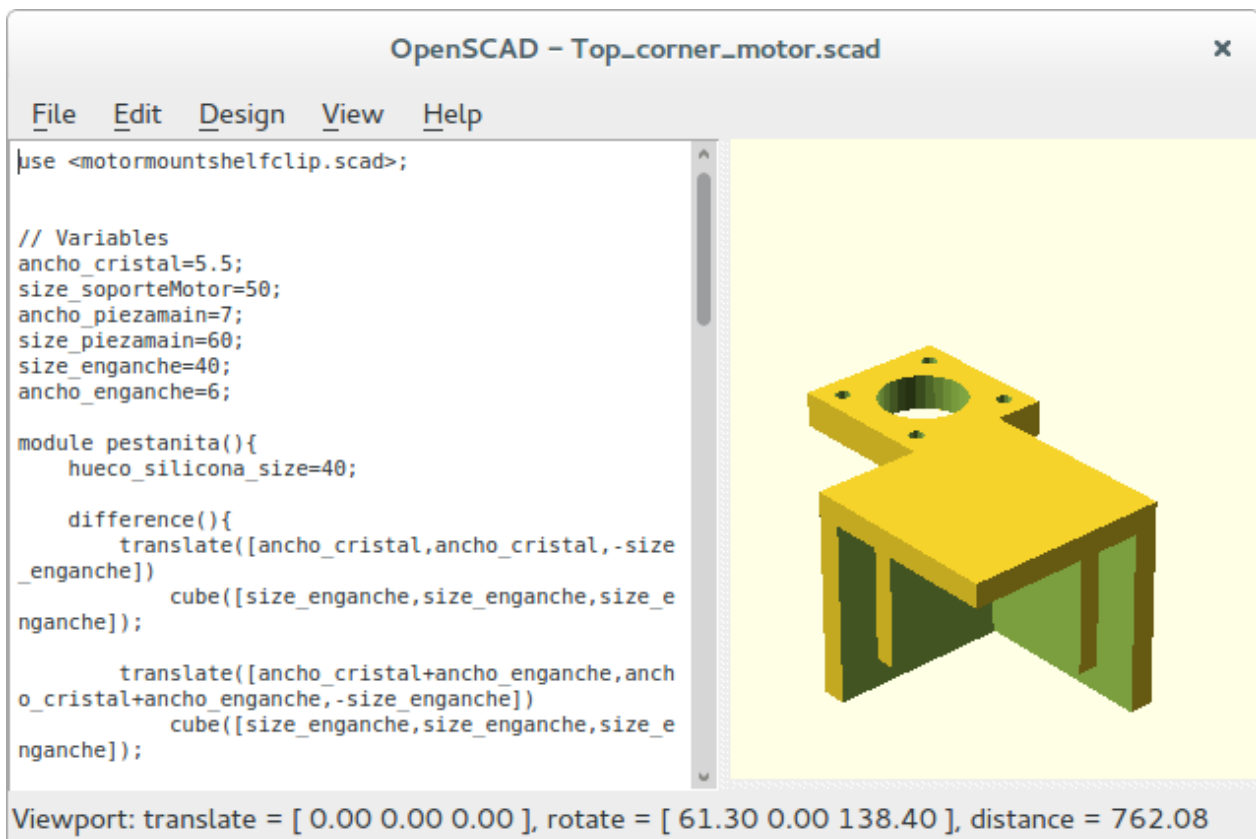 OpenSCAD – Top_corner_motor.scad ×
File Edit Design View Help
use <motormountshelfclip.scad>;
// Variables
ancho_cristal=5.5;
size_soporteMotor=50;
ancho_piezamain=7;
size_piezamain=60;
size_enganche=40;
ancho_enganche=6;
module pestanita(){
hueco_silicona_size=40;
difference(){
translate([ancho_cristal,ancho_cristal,-size
_enganche])
cube([size_enganche,size_enganche,size_e
nganche]);
translate([ancho_cristal+ancho_enganche,anch
o_cristal+ancho_enganche,-size_enganche])
cube([size_enganche,size_enganche,size_e
nganche]);
Viewport: translate = [ 0.00 0.00 0.00 ], rotate = [ 61.30 0.00 138.40 ], distance = 762.08